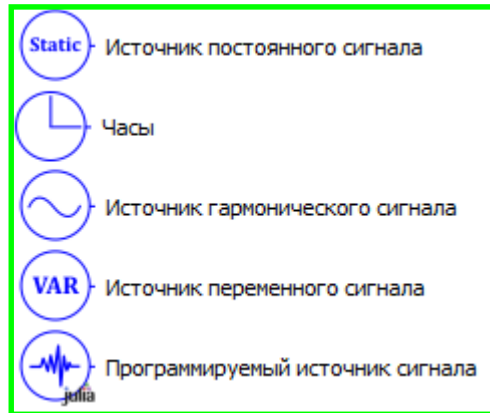 Static Источник постоянного сигнала
Часы
Источник гармонического сигнала
VAR Источник переменного сигнала
Программируемый источник сигнала
julia